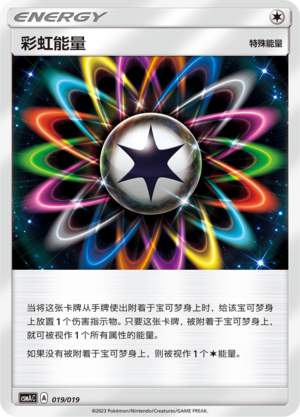 ENERGY
彩虹能量
特殊能量
当将这张卡牌从手牌使出附着于宝可梦身上时，给该宝可梦身
上放置1个伤害指示物。只要这张卡牌，被附着于宝可梦身上，
就可被视作1个所有属性的能量。
如果没有被附着于宝可梦身上，则被视作1个能量。
A 019/019
©2023 Pokémon/Nintendo/Creatures/GAME FREAK.